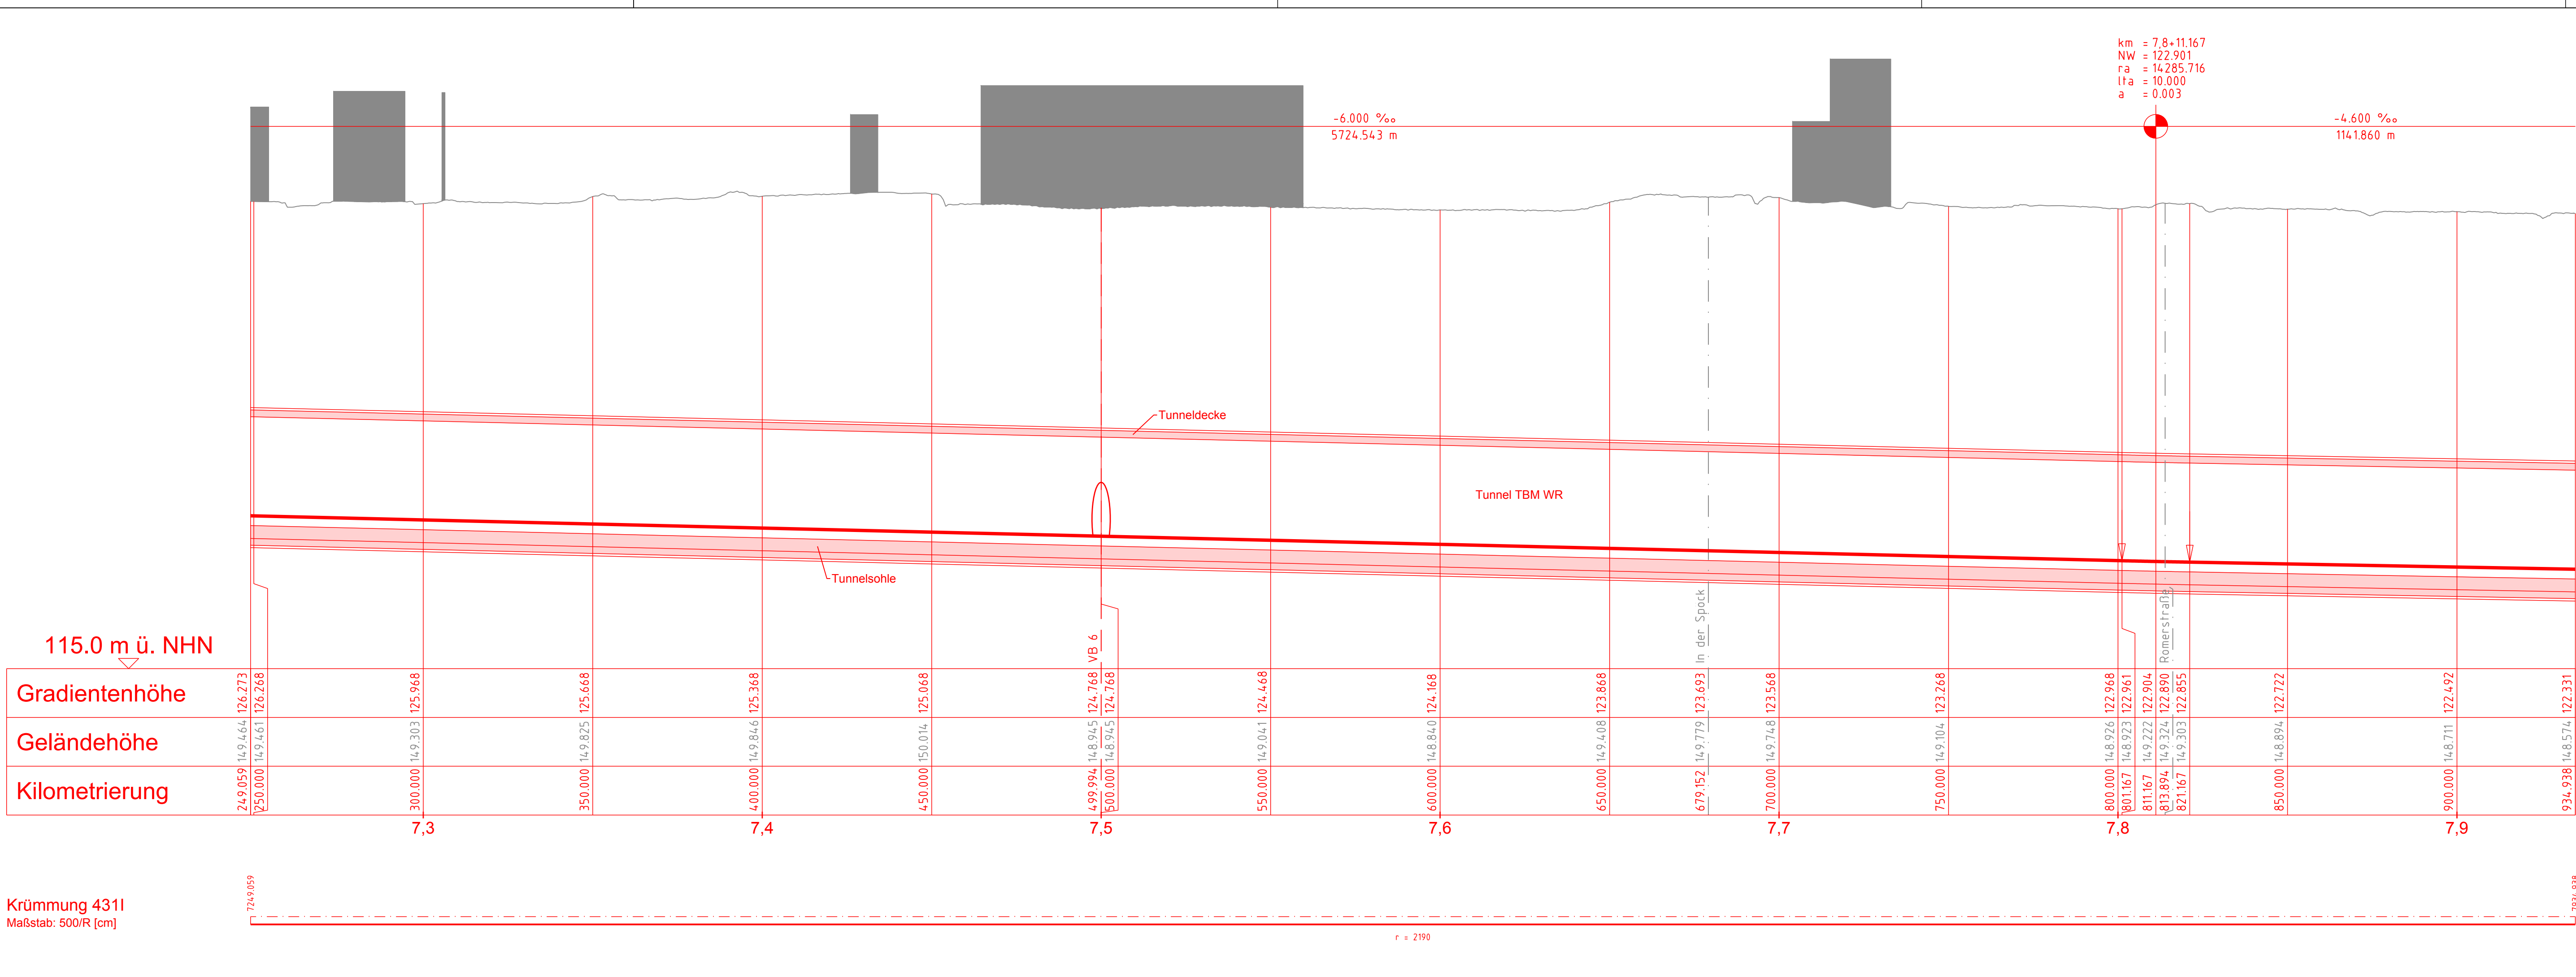 km = 7,8+11.167
NW = 122.901
ra = 14285.716
lta = 10.000
a = 0.003
-6.000 ‰
5724.543 m
-4.600 ‰
1141.860 m
Tunneldecke
Tunnel TBM WR
Tunnelsohle
VB 6
In der Spöck
Römerstraße
115.0 m ü. NHN
Gradientenhöhe
126.273 126.268 125.968 125.668 125.368 125.068 124.768 124.768 124.468 124.168 123.868 123.693 123.568 123.268 122.968 122.961 122.904 122.890 122.855 122.722 122.492 122.331
Geländehöhe
149.464 149.461 149.303 149.825 149.846 150.014 148.945 148.945 149.041 148.840 149.408 149.779 149.748 149.104 148.926 148.923 149.222 149.324 149.303 148.894 148.711 148.574
Kilometrierung
249.059 250.000 300.000 350.000 400.000 450.000 499.994 500.000 550.000 600.000 650.000 679.152 700.000 750.000 800.000 801.167 811.167 813.894 821.167 850.000 900.000 934.938
7,3 7,4 7,5 7,6 7,7 7,8 7,9
7249.059
7934.938
Krümmung 431l
Maßstab: 500/R [cm]
r = 2190